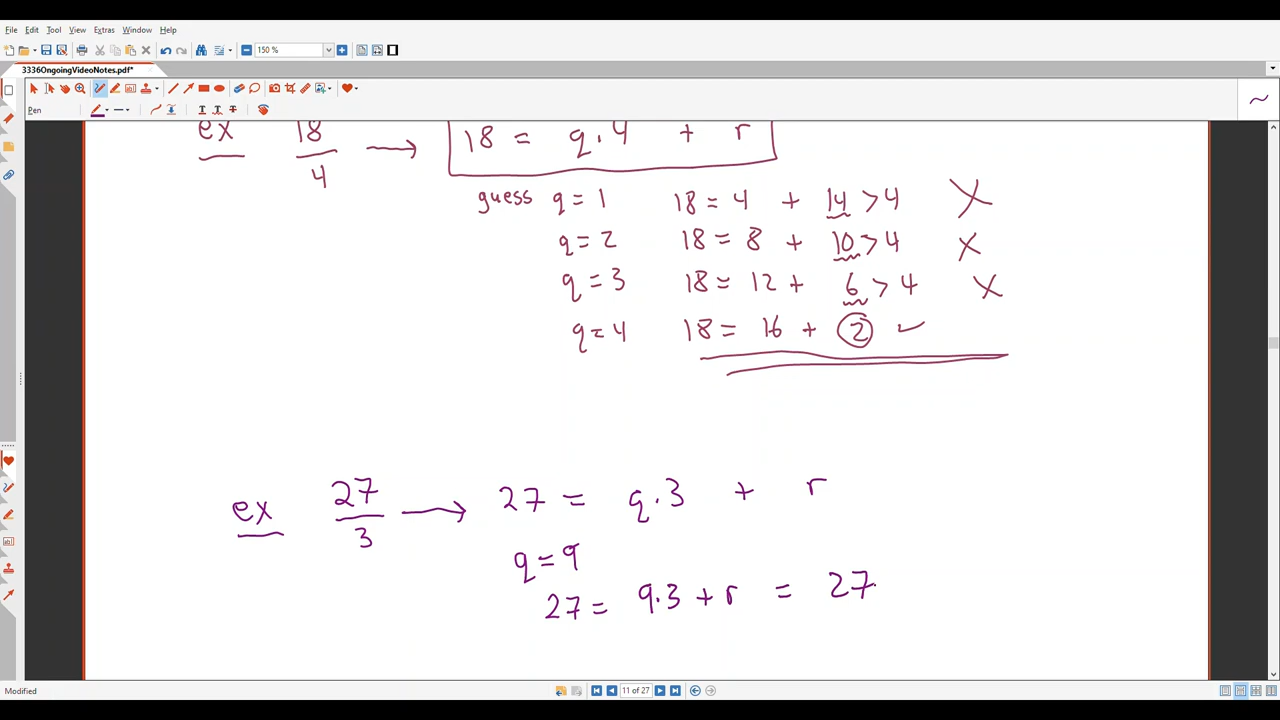 File Edit Tool View Extras Window Help
150 %
3336OngoingVideoNotes.pdf*
Pen
ex 18/4 → 18 = q·4 + r
guess q = 1 18 = 4 + 14 > 4 X
q = 2 18 = 8 + 10 > 4 X
q = 3 18 = 12 + 6 > 4 X
q = 4 18 = 16 + 2 ✓
ex 27/3 → 27 = q·3 + r
q = 9
27 = 9·3 + r = 27
Modified
11 of 27